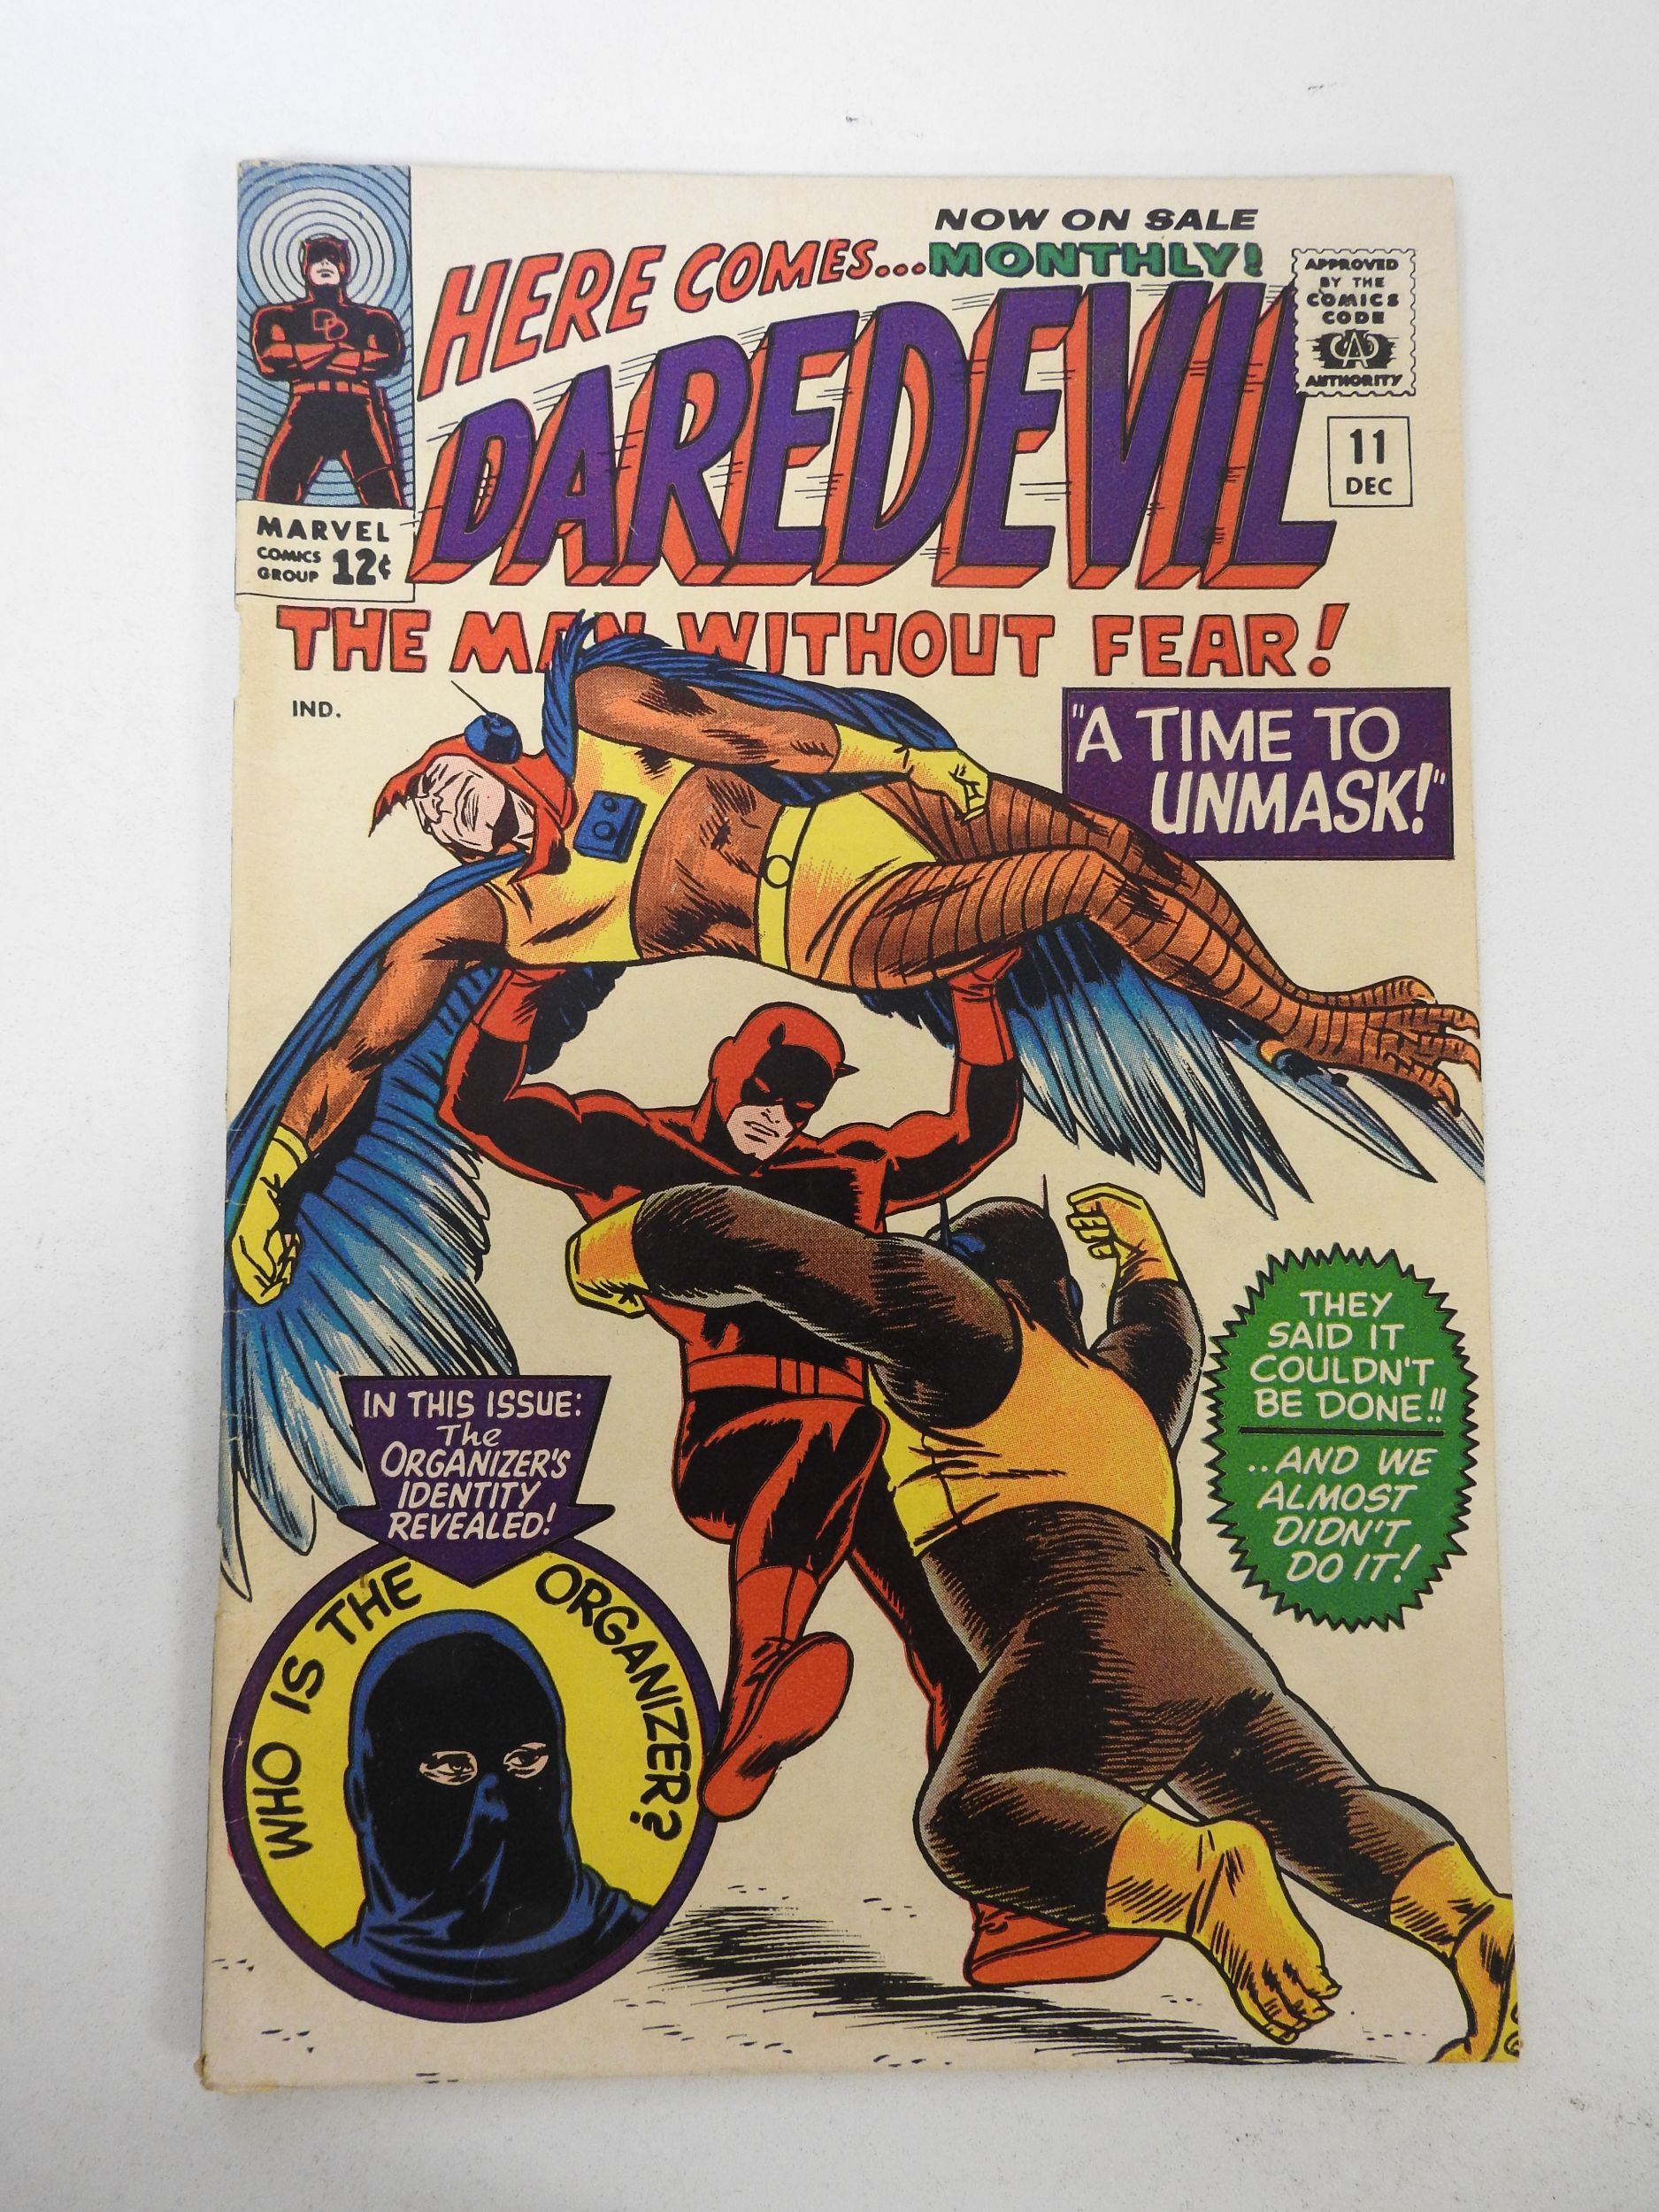 NOW ON SALE
HERE COMES... MONTHLY!
DAREDEVIL
DD
MARVEL
COMICS
GROUP 12¢
APPROVED
BY THE
COMICS
CODE
CA
AUTHORITY
11
DEC
THE MAN WITHOUT FEAR!
IND.
"A TIME TO
UNMASK!"
IN THIS ISSUE:
The
ORGANIZER'S
IDENTITY
REVEALED!
WHO IS THE ORGANIZER?
THEY
SAID IT
COULDN'T
BE DONE!!
..AND WE
ALMOST
DIDN'T
DO IT!